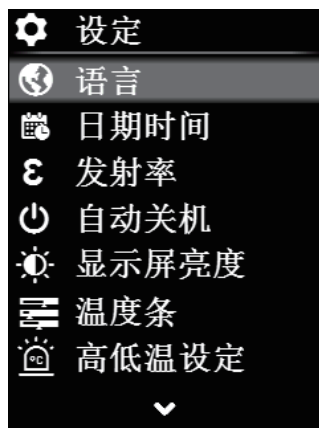 设定
语言
日期时间
发射率
自动关机
显示屏亮度
温度条
高低温设定